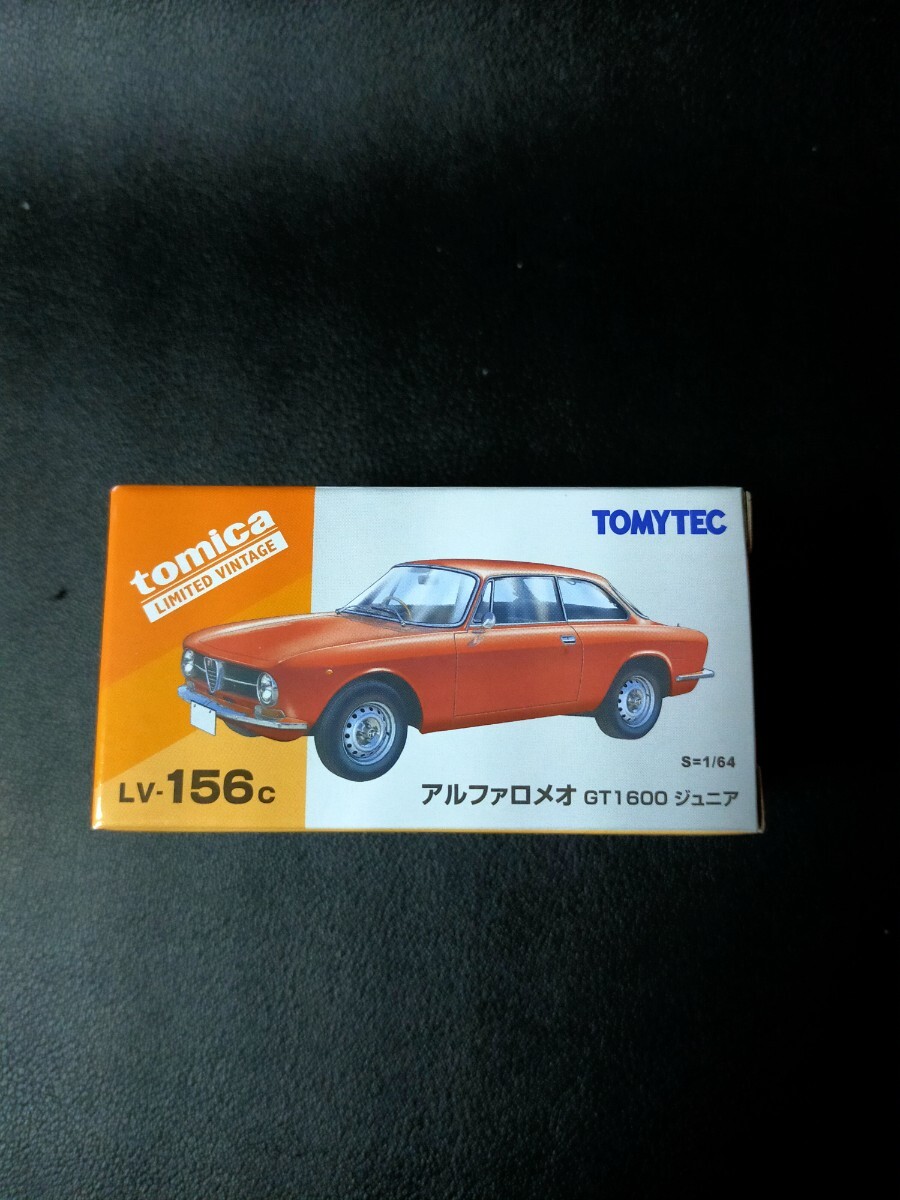 tomica
LIMITED VINTAGE
TOMYTEC
S=1/64
LV-156c
アルファロメオ GT1600 ジュニア